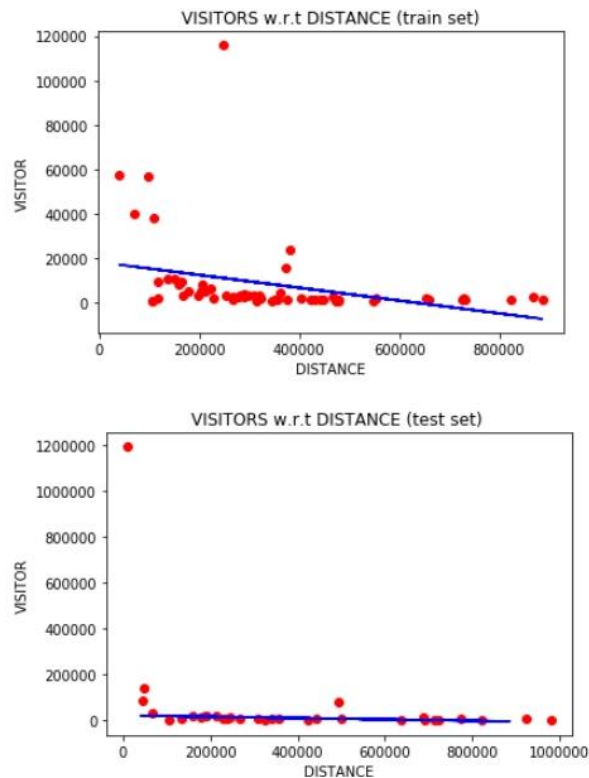 VISITORS w.r.t DISTANCE (train set)
120000
100000
80000
60000
40000
20000
0
VISITOR
0 200000 400000 600000 800000
DISTANCE
VISITORS w.r.t DISTANCE (test set)
1200000
1000000
800000
600000
400000
200000
0
VISITOR
0 200000 400000 600000 800000 1000000
DISTANCE